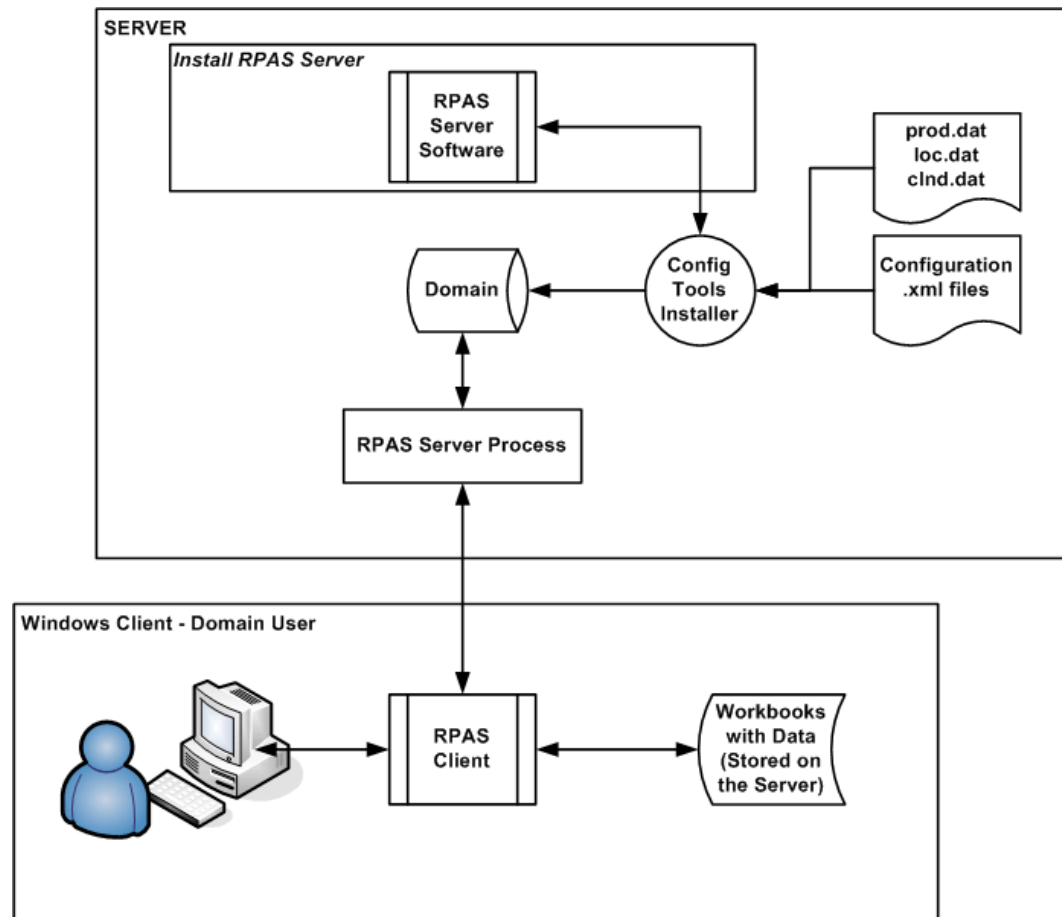 SERVER
Install RPAS Server
RPAS
Server
Software
prod.dat
loc.dat
clnd.dat
Config
Tools
Installer
Configuration
.xml files
Domain
RPAS Server Process
Windows Client - Domain User
RPAS
Client
Workbooks
with Data
(Stored on
the Server)